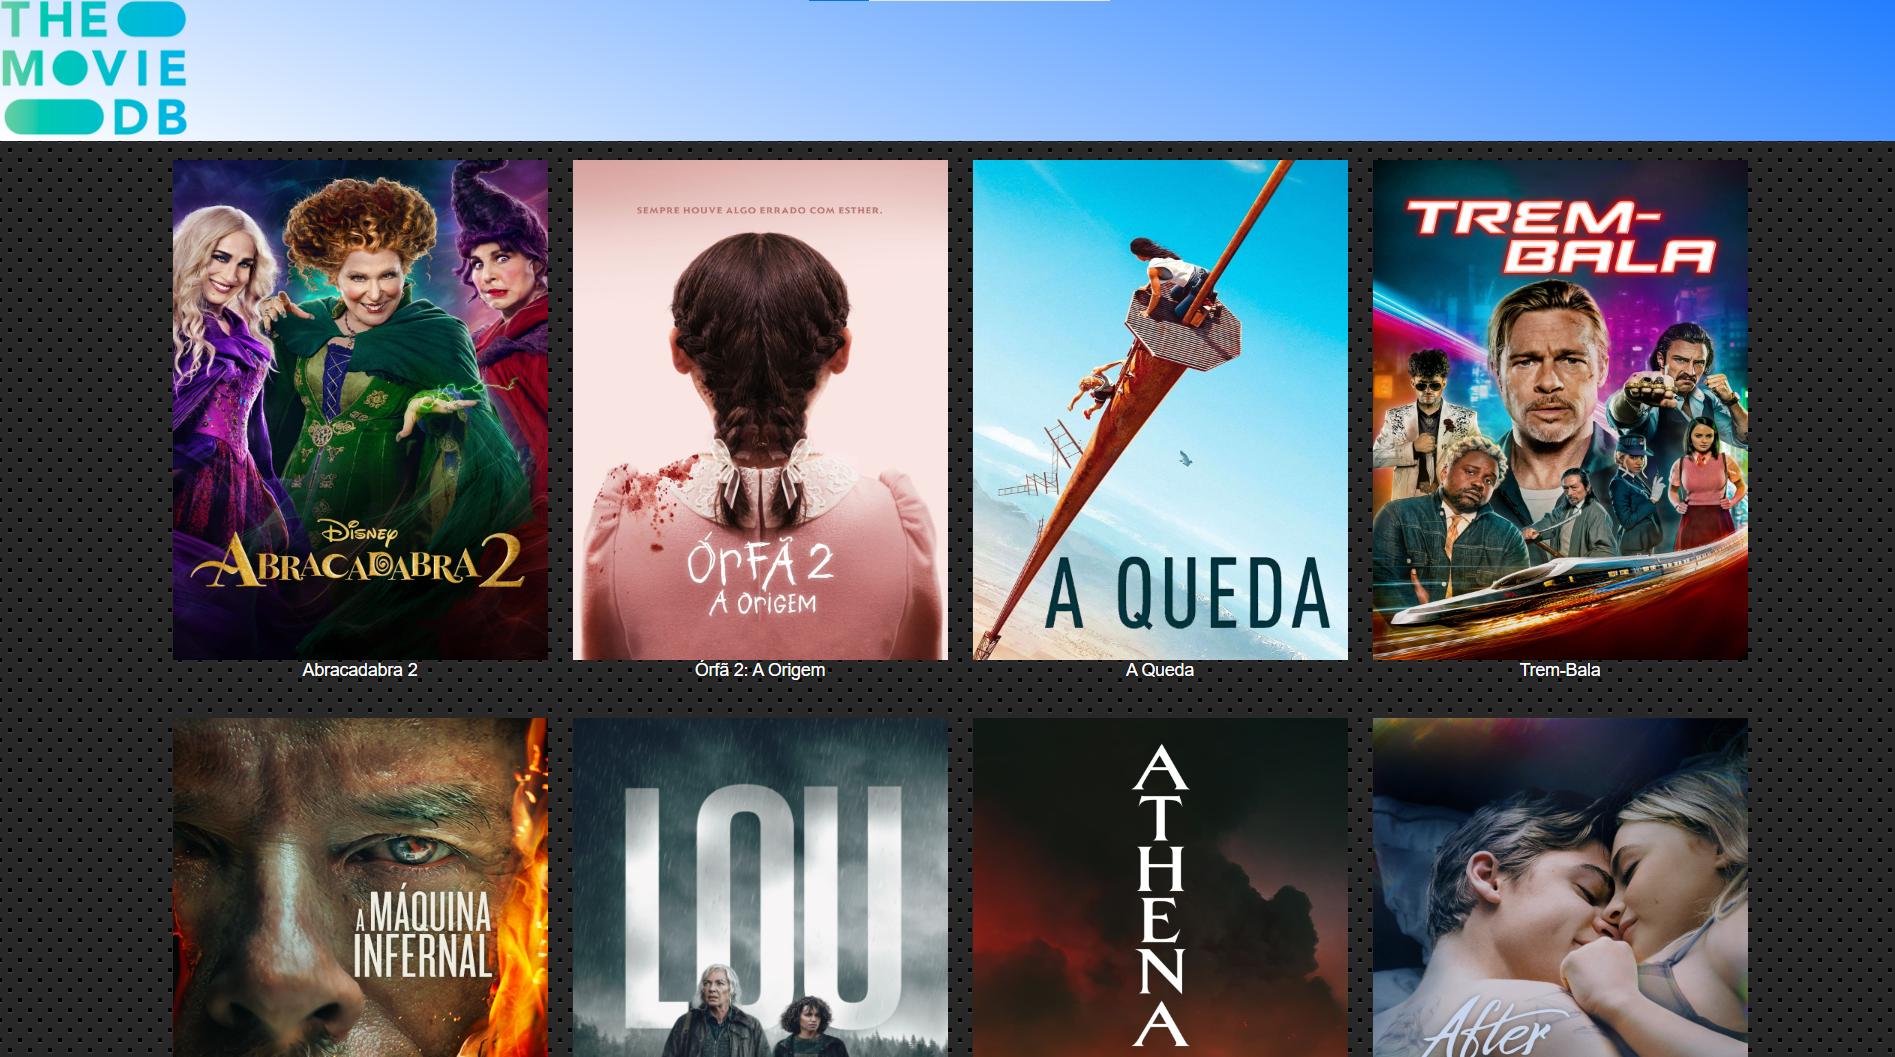 THE
MOVIE
DB
DISNEY
ABRACADABRA 2
Abracadabra 2
SEMPRE HOUVE ALGO ERRADO COM ESTHER.
ÓRFÃ 2
A ORIGEM
Órfã 2: A Origem
A QUEDA
A Queda
TREM-
BALA
Trem-Bala
A MÁQUINA
INFERNAL
LOU
ATHENA
After